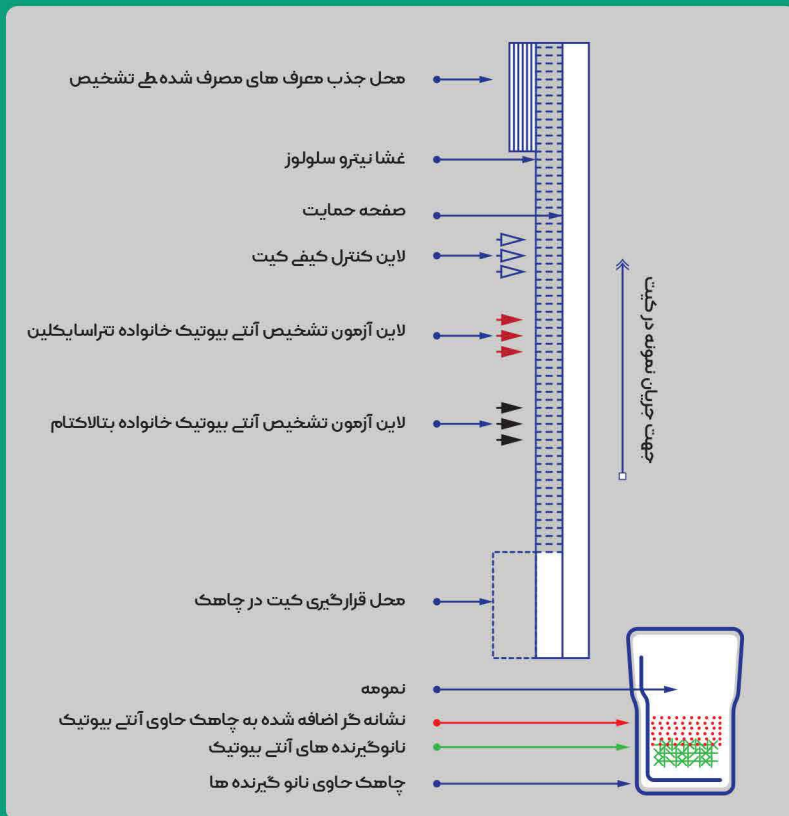 محل جذب معرف های مصرف شده طی تشخیص
غشا نیترو سلولوز
صفحه حمایت
لاین کنترل کیفی کیت
لاین آزمون تشخیص آنتی بیوتیک خانواده تتراسایکلین
لاین آزمون تشخیص آنتی بیوتیک خانواده بتالاکتام
جهت جریان نمونه در کیت
محل قرارگیری کیت در چاهک
نمومه
نشانه گر اضافه شده به چاهک حاوی آنتی بیوتیک
نانوگیرنده های آنتی بیوتیک
چاهک حاوی نانو گیرنده ها